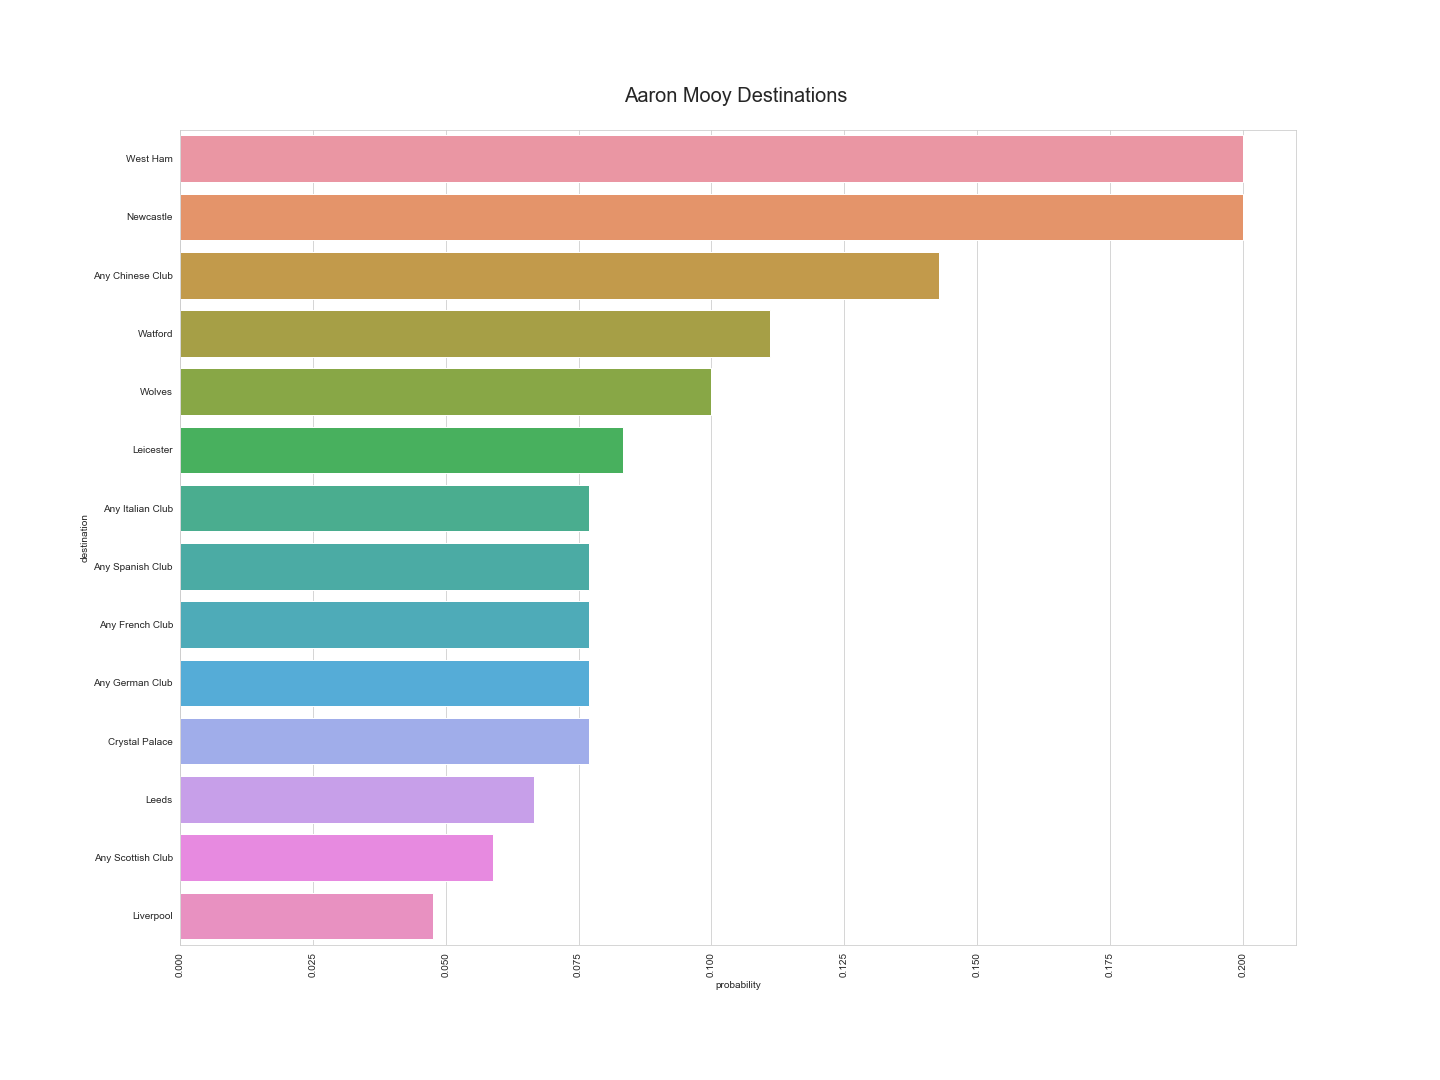 Aaron Mooy Destinations
West Ham
Newcastle
Any Chinese Club
Watford
Wolves
Leicester
Any Italian Club
Any Spanish Club
Any French Club
Any German Club
Crystal Palace
Leeds
Any Scottish Club
Liverpool
destination
0.000
0.025
0.050
0.075
0.100
0.125
0.150
0.175
0.200
probability